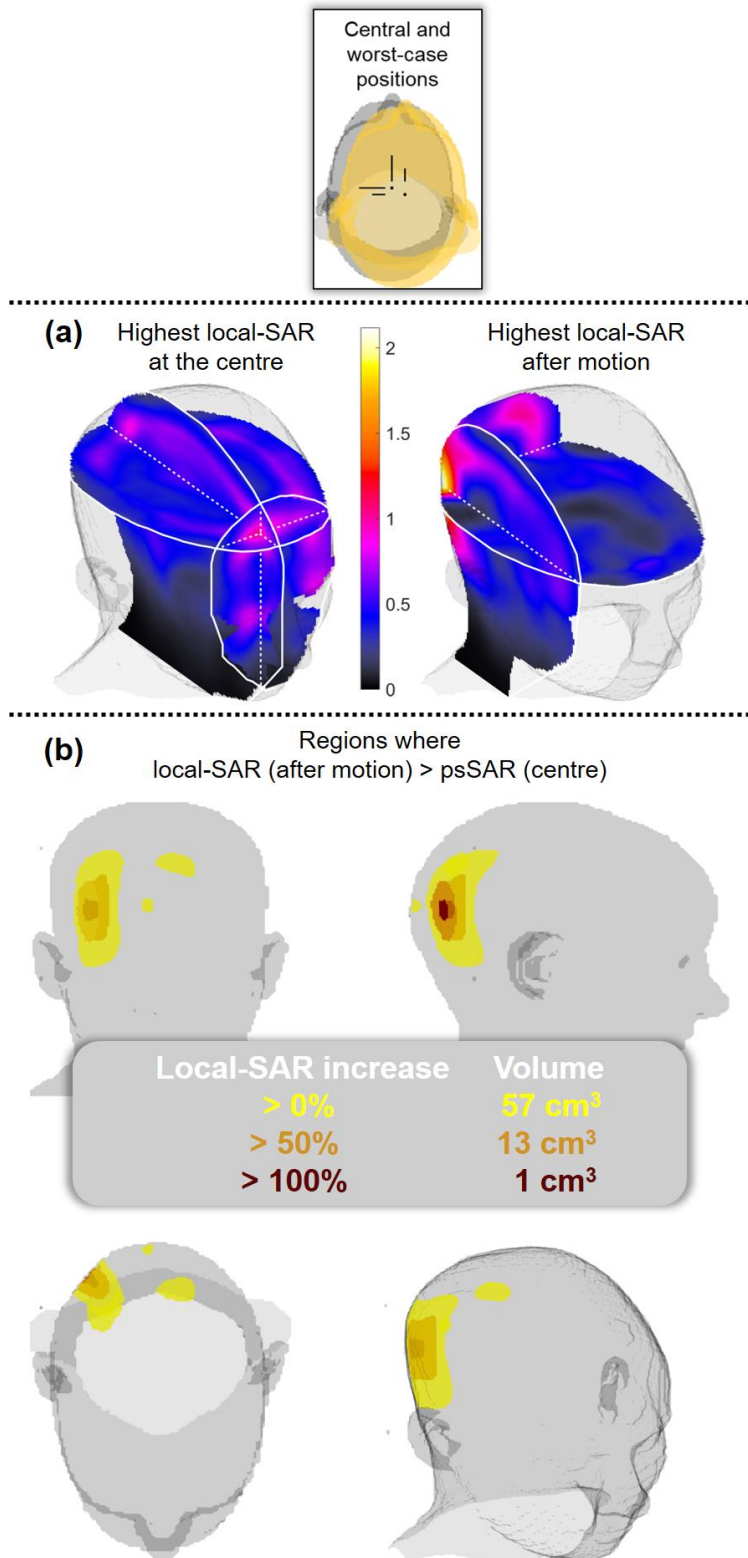 Central and
worst-case
positions
(a)
Highest local-SAR
at the centre
Highest local-SAR
after motion
2
1.5
1
0.5
0
(b)
Regions where
local-SAR (after motion) > psSAR (centre)
Local-SAR increase Volume
> 0% 57 cm³
> 50% 13 cm³
> 100% 1 cm³